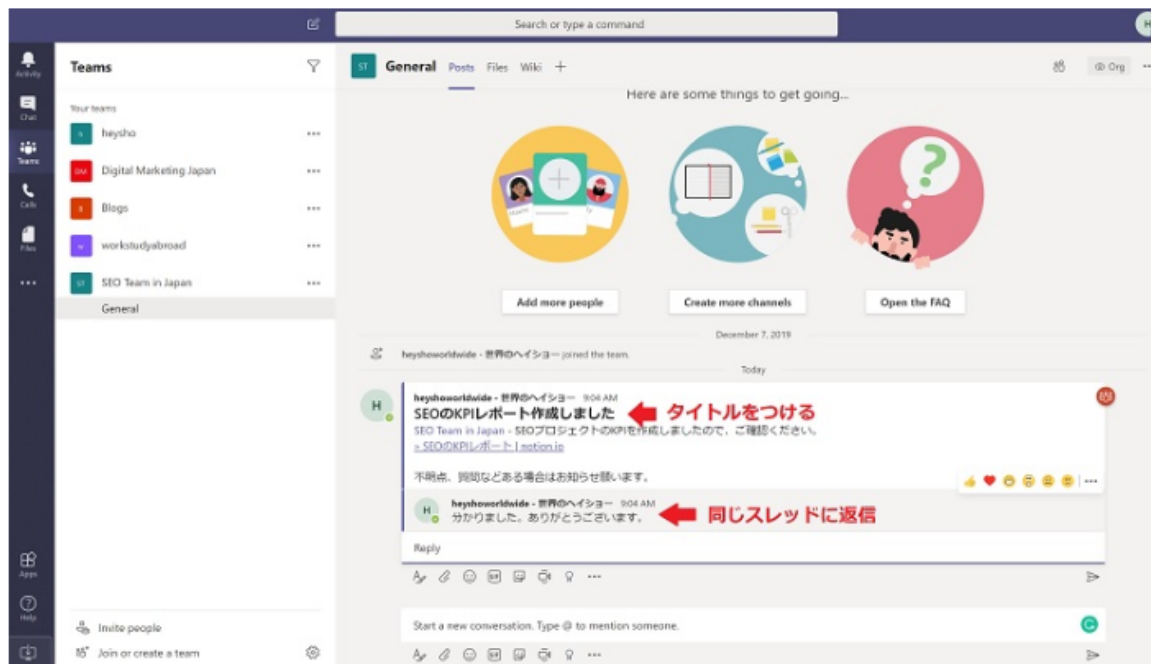 Search or type a command
H
Activity
Chat
Teams
Calls
Files
Apps
Help
Teams
Your teams
heysho
DM Digital Marketing Japan
B Blogs
w workstudyabroad
ST SEO Team in Japan
General
Invite people
Join or create a team
ST General Posts Files Wiki +
Org
Here are some things to get going...
Add more people
Create more channels
Open the FAQ
December 7, 2019
heyshoworldwide - 世界のヘイショー joined the team.
Today
H
heyshoworldwide - 世界のヘイショー 9:04 AM
SEOのKPIレポート作成しました
タイトルをつける
SEO Team in Japan - SEOプロジェクトのKPIを作成しましたので、ご確認ください。
> SEOのKPIレポート | notion.io
不明点、質問などある場合はお知らせ願います。
H
heyshoworldwide - 世界のヘイショー 9:04 AM
分かりました。ありがとうございます。
同じスレッドに返信
Reply
Start a new conversation. Type @ to mention someone.